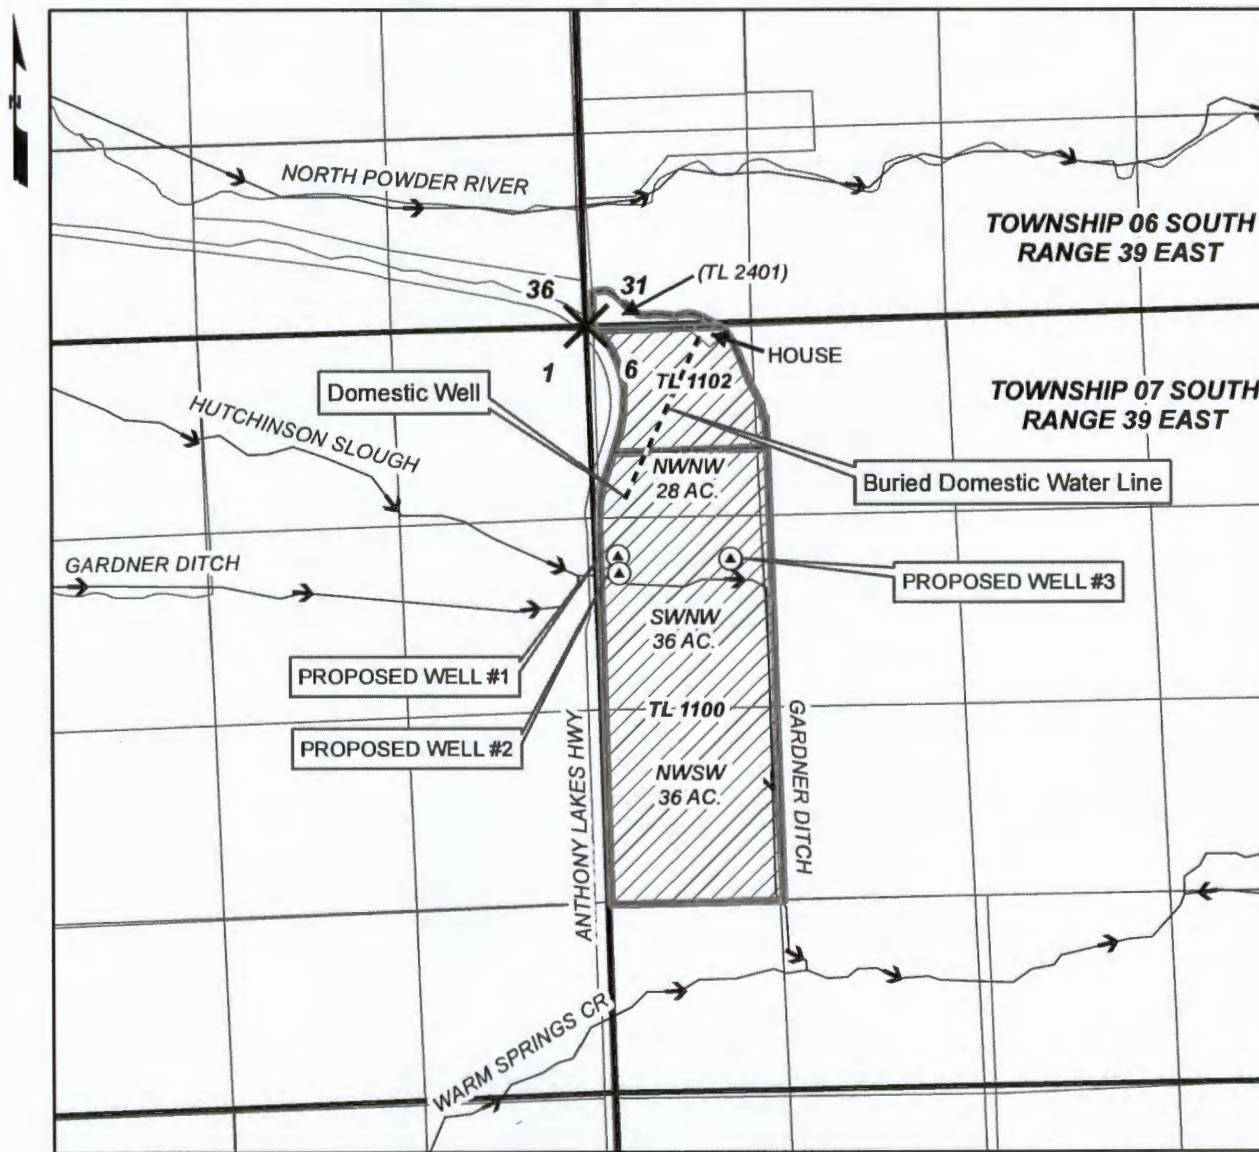 N
NORTH POWDER RIVER
TOWNSHIP 06 SOUTH
RANGE 39 EAST
36
31
(TL 2401)
HOUSE
1
6
TL 1102
TOWNSHIP 07 SOUTH
RANGE 39 EAST
Domestic Well
HUTCHINSON SLOUGH
NWNW
28 AC.
Buried Domestic Water Line
GARDNER DITCH
PROPOSED WELL #3
SWNW
36 AC.
PROPOSED WELL #1
TL 1100
PROPOSED WELL #2
NWSW
36 AC.
ANTHONY LAKES HWY
GARDNER DITCH
WARM SPRINGS CR